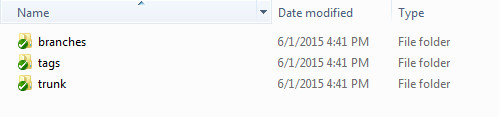 Name Date modified Type
branches 6/1/2015 4:41 PM File folder
tags 6/1/2015 4:41 PM File folder
trunk 6/1/2015 4:41 PM File folder